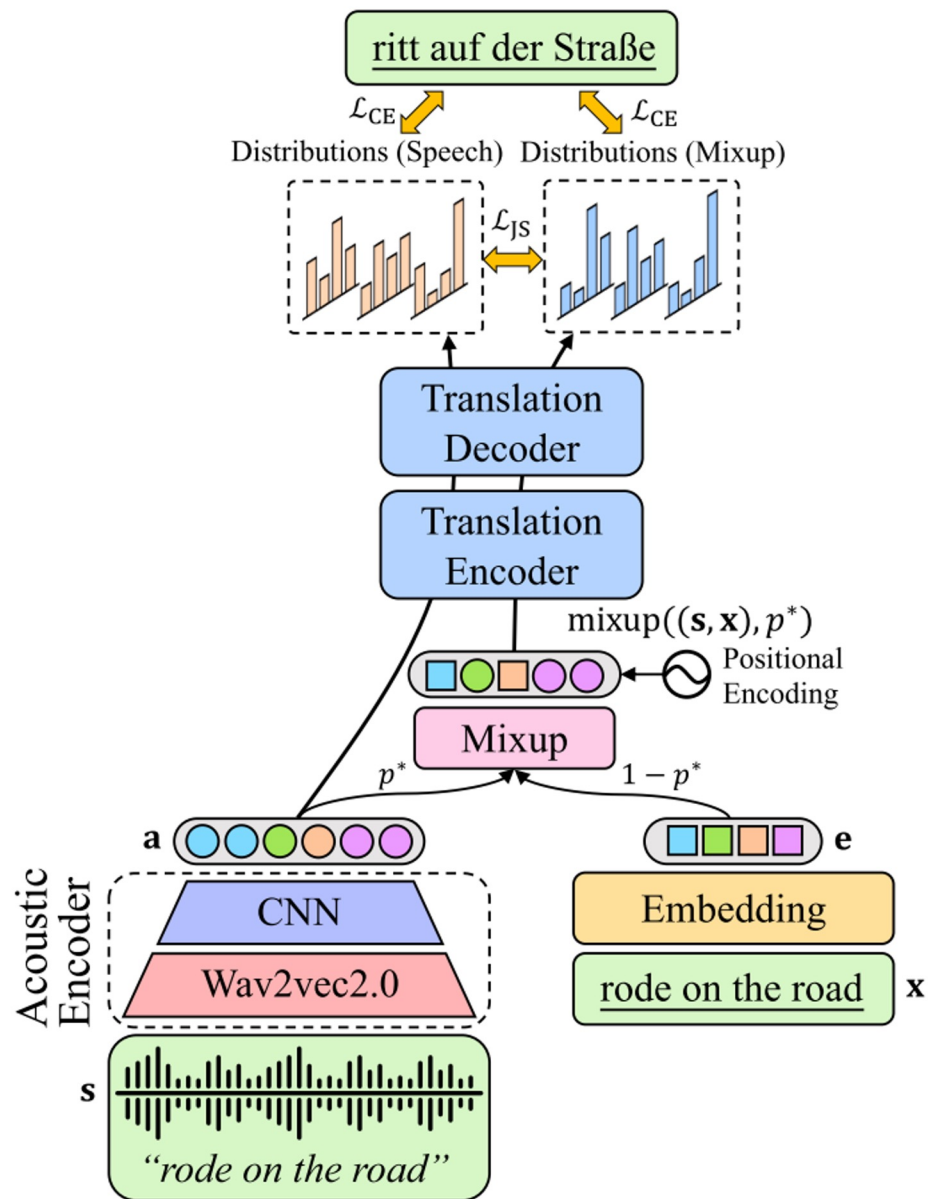 ritt auf der Straße
ℒCE
ℒCE
Distributions (Speech)
Distributions (Mixup)
ℒJS
Translation
Decoder
Translation
Encoder
mixup((s, x), p*)
Positional
Encoding
Mixup
p*
1 − p*
a
e
Acoustic
Encoder
CNN
Embedding
Wav2vec2.0
rode on the road
x
s
“rode on the road”